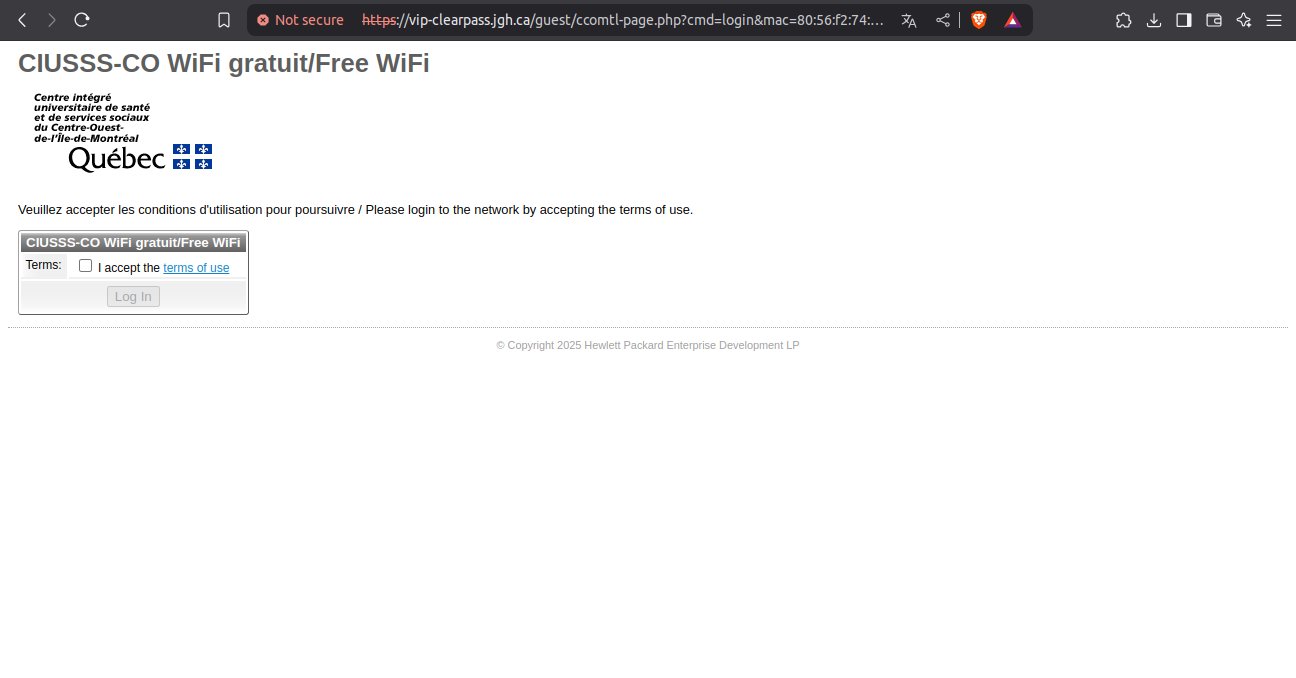 Not secure https://vip-clearpass.jgh.ca/guest/ccomtl-page.php?cmd=login&mac=80:56:f2:74:...
CIUSSS-CO WiFi gratuit/Free WiFi
Centre intégré
universitaire de santé
et de services sociaux
du Centre-Ouest-
de-l'Île-de-Montréal
Québec
Veuillez accepter les conditions d'utilisation pour poursuivre / Please login to the network by accepting the terms of use.
CIUSSS-CO WiFi gratuit/Free WiFi
Terms: I accept the terms of use
Log In
© Copyright 2025 Hewlett Packard Enterprise Development LP